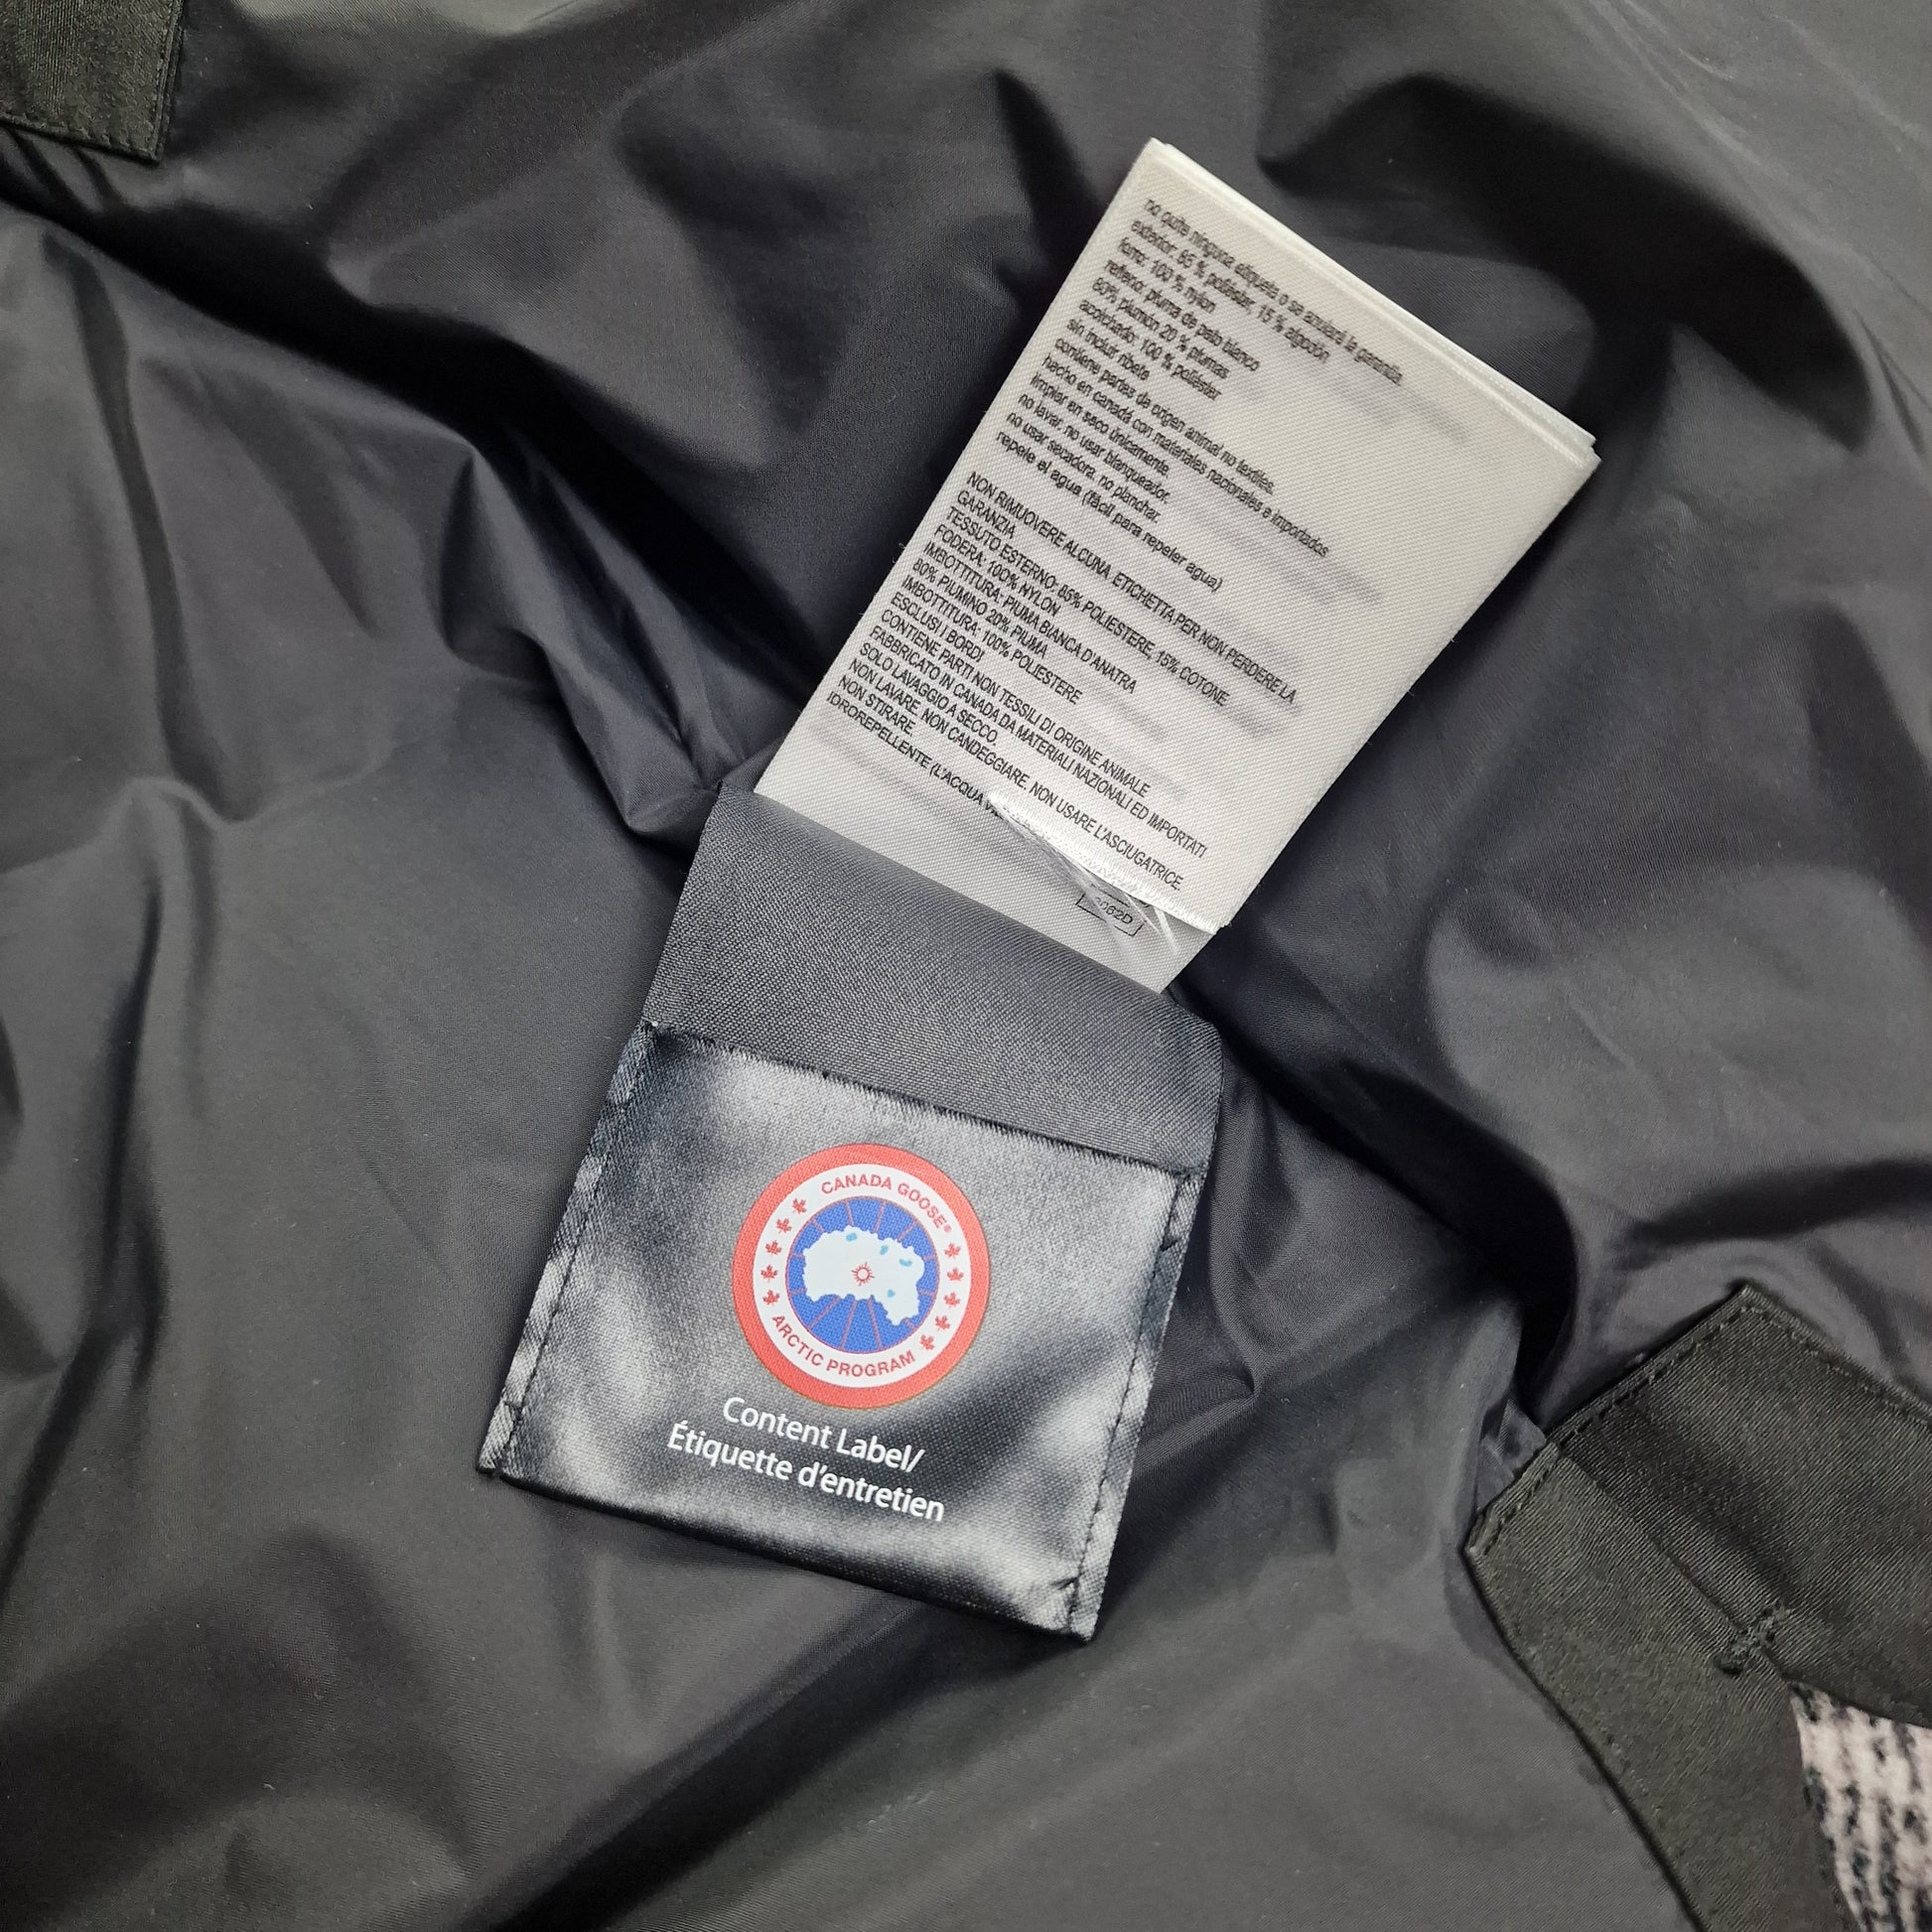 no quite ninguna etiqueta o se anulará la garantía.
exterior: 85 % poliéster, 15 % algodón
forro: 100 % nylon
relleno: pluma de pato blanco
80% plumón 20 % plumas
acolchado: 100 % poliéster
sin incluir ribete
contiene partes de origen animal no textiles.
hecho en canadá con materiales nacionales e importados
limpiar en seco únicamente.
no lavar, no usar blanqueador.
no usar secadora, no planchar.
repele el agua (fácil para repeler agua)
NON RIMUOVERE ALCUNA ETICHETTA PER NON PERDERE LA
GARANZIA
TESSUTO ESTERNO: 85% POLIESTERE, 15% COTONE
FODERA: 100% NYLON
IMBOTTITURA: PIUMA BIANCA D'ANATRA
80% PIUMINO 20% PIUMA
IMBOTTITURA: 100% POLIESTERE
ESCLUSI I BORDI
CONTIENE PARTI NON TESSILI DI ORIGINE ANIMALE
FABBRICATO IN CANADA DA MATERIALI NAZIONALI ED IMPORTATI
SOLO LAVAGGIO A SECCO.
NON LAVARE. NON CANDEGGIARE. NON USARE L'ASCIUGATRICE.
NON STIRARE.
IDROREPELLENTE (L'ACQUA
CANADA GOOSE®
ARCTIC PROGRAM
Content Label/
Étiquette d'entretien